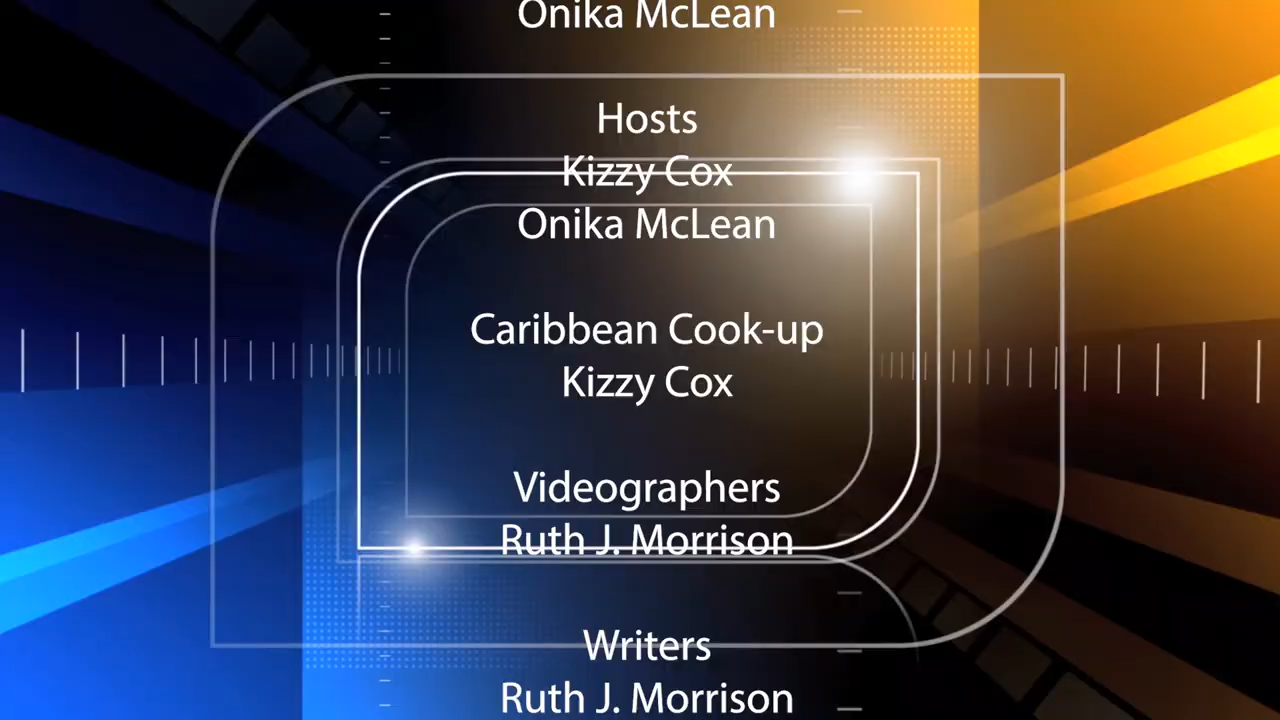 Onika McLean
Hosts
Kizzy Cox
Onika McLean
Caribbean Cook-up
Kizzy Cox
Videographers
Ruth J. Morrison
Writers
Ruth J. Morrison